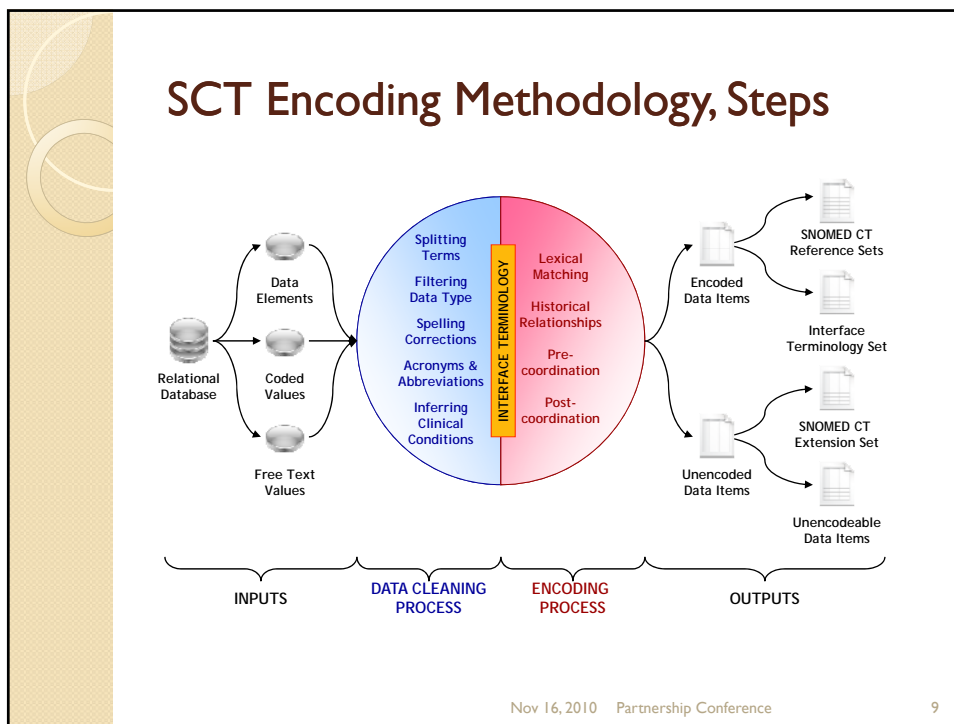 SCT Encoding Methodology, Steps
Relational
Database
Data
Elements
Coded
Values
Free Text
Values
Splitting
Terms
Filtering
Data Type
Spelling
Corrections
Acronyms &
Abbreviations
Inferring
Clinical
Conditions
INTERFACE TERMINOLOGY
Lexical
Matching
Historical
Relationships
Pre-
coordination
Post-
coordination
Encoded
Data Items
Unencoded
Data Items
SNOMED CT
Reference Sets
Interface
Terminology Set
SNOMED CT
Extension Set
Unencodeable
Data Items
INPUTS
DATA CLEANING
PROCESS
ENCODING
PROCESS
OUTPUTS
Nov 16, 2010 Partnership Conference 9